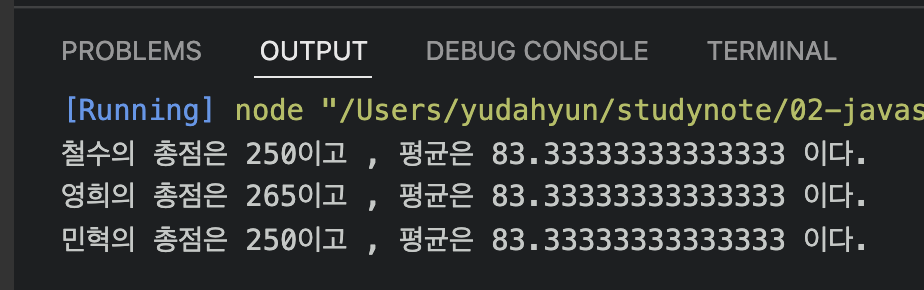 PROBLEMS OUTPUT DEBUG CONSOLE TERMINAL
[Running] node "/Users/yudahyun/studynote/02-javas
철수의 총점은 250이고 , 평균은 83.33333333333333 이다.
영희의 총점은 265이고 , 평균은 83.33333333333333 이다.
민혁의 총점은 250이고 , 평균은 83.33333333333333 이다.